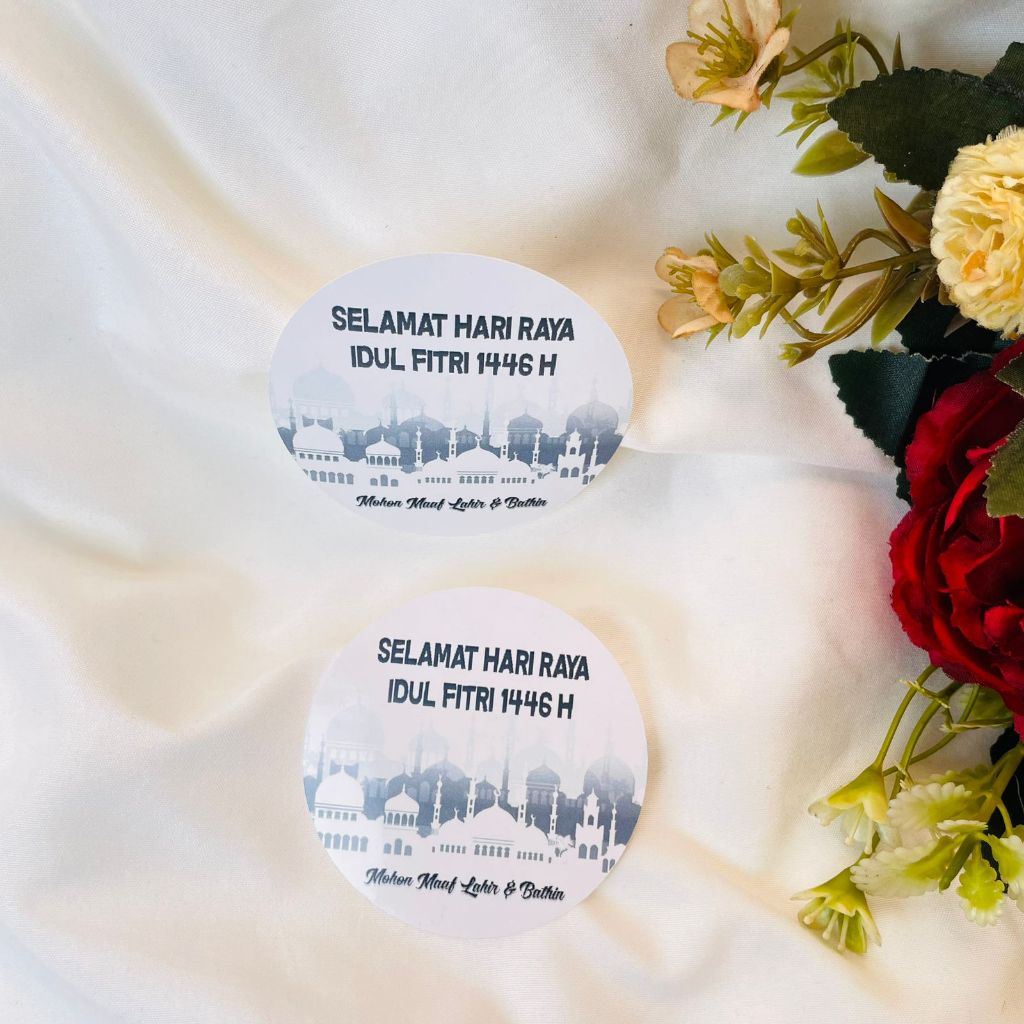 SELAMAT HARI RAYA
IDUL FITRI 1446 H
Mohon Maaf Lahir & Bathin
SELAMAT HARI RAYA
IDUL FITRI 1446 H
Mohon Maaf Lahir & Bathin